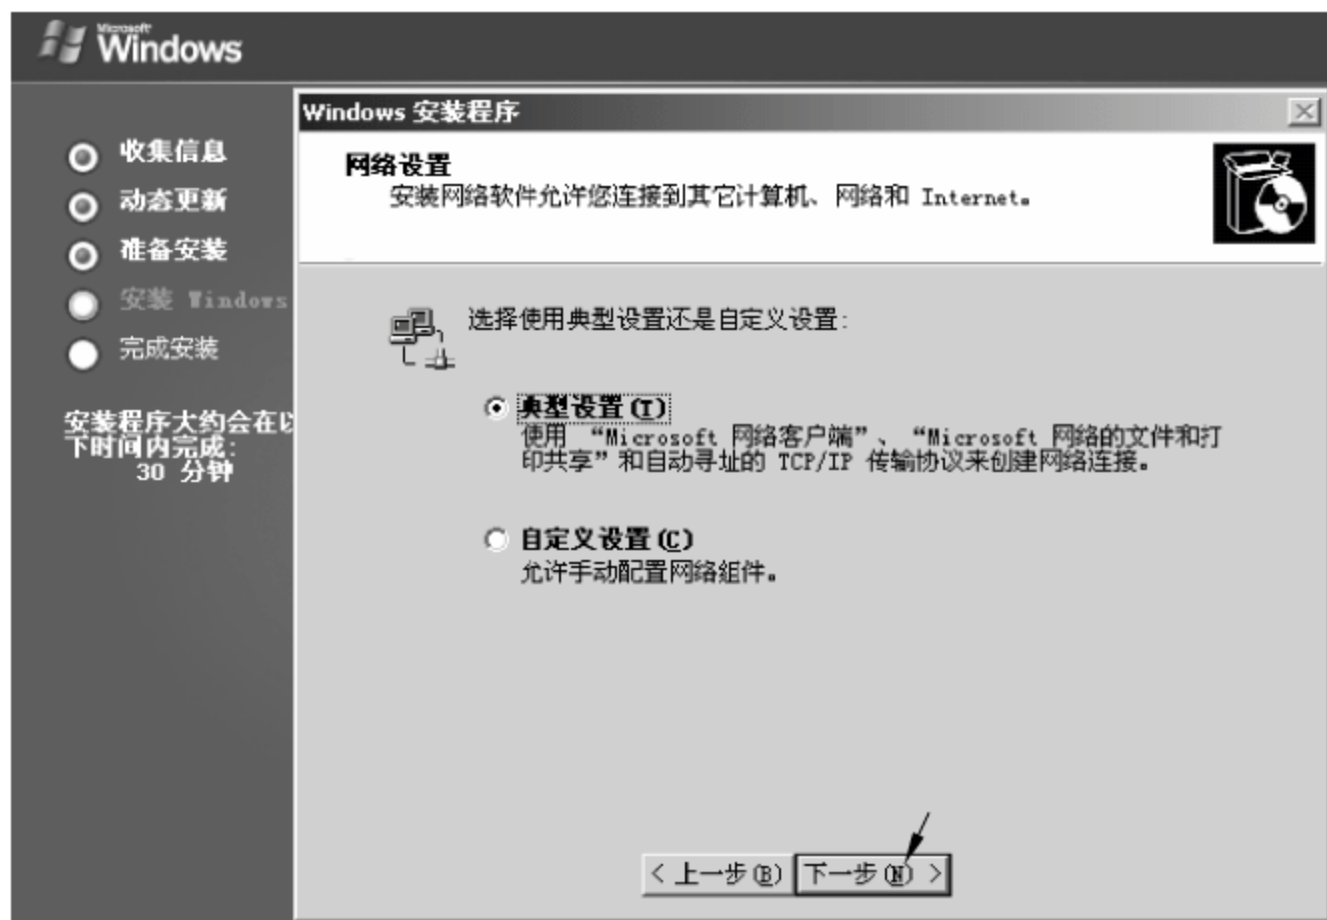 Microsoft
Windows
Windows 安装程序
收集信息
动态更新
准备安装
安装 Windows
完成安装
安装程序大约会在以
下时间内完成:
30 分钟
网络设置
安装网络软件允许您连接到其它计算机、网络和 Internet。
选择使用典型设置还是自定义设置:
典型设置(T)
使用 “Microsoft 网络客户端”、“Microsoft 网络的文件和打
印共享”和自动寻址的 TCP/IP 传输协议来创建网络连接。
自定义设置(C)
允许手动配置网络组件。
< 上一步(B) 下一步(N) >